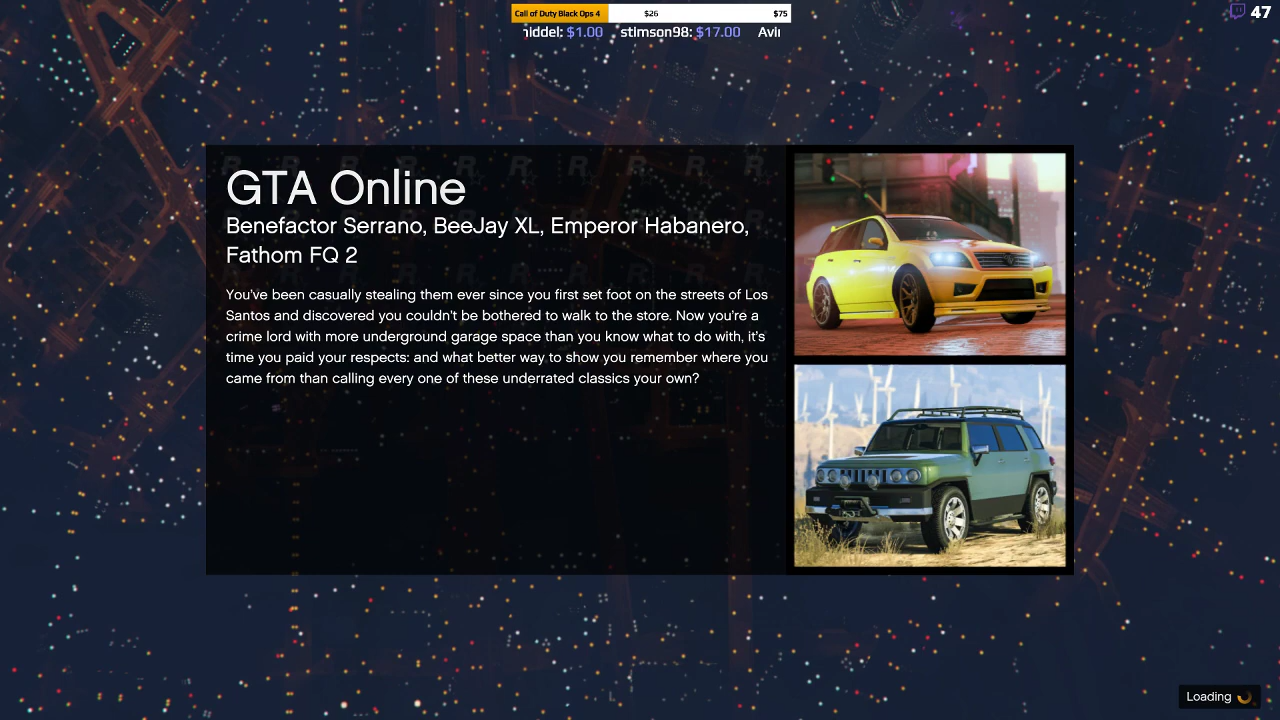 Call of Duty Black Ops 4 $26 $75
iddel: $1.00 stimson98: $17.00
47
GTA Online
Benefactor Serrano, BeeJay XL, Emperor Habanero,
Fathom FQ 2
You've been casually stealing them ever since you first set foot on the streets of Los
Santos and discovered you couldn't be bothered to walk to the store. Now you're a
crime lord with more underground garage space than you know what to do with, it's
time you paid your respects: and what better way to show you remember where you
came from than calling every one of these underrated classics your own?
Loading